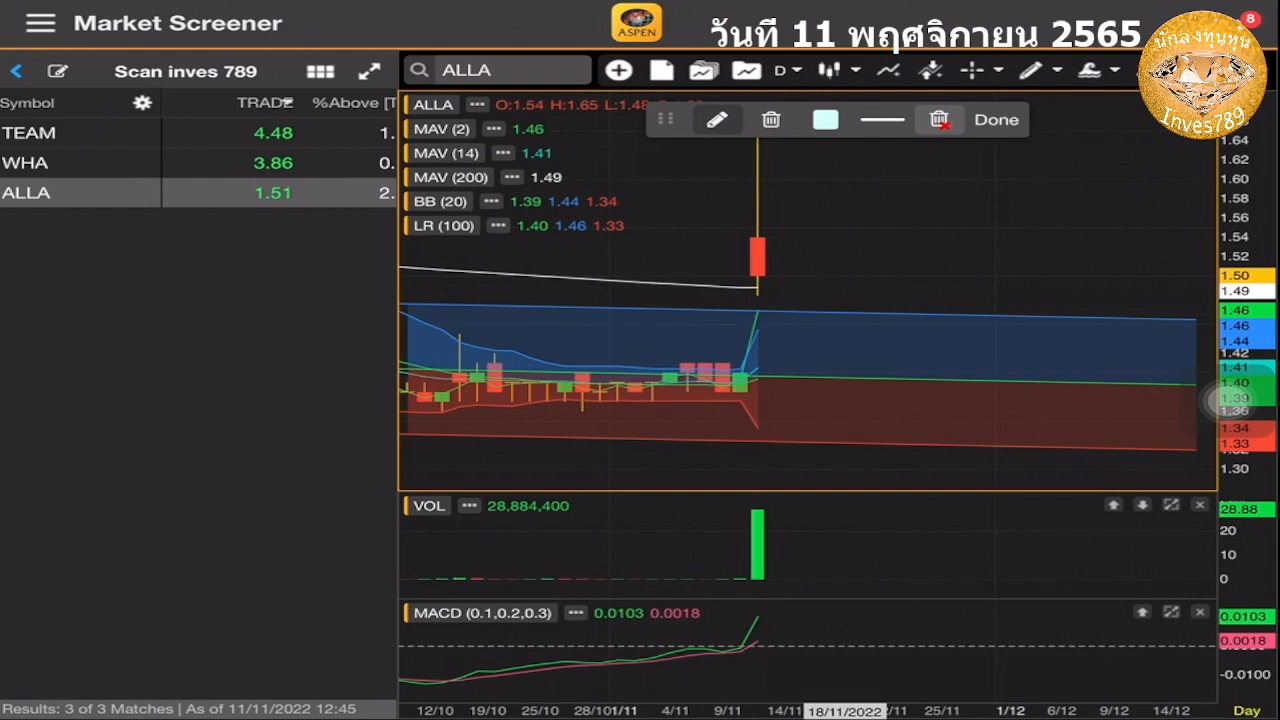 Market Screener
ASPEN
วันที่ 11 พฤศจิกายน 2565
8
นักลงทุนหุ้น
Inves789
Scan inves 789
ALLA
D
Symbol
TRADE
%Above [T
TEAM
4.48
1.
WHA
3.86
0.
ALLA
1.51
2.
ALLA
O:1.54 H:1.65 L:1.48
Done
MAV (2)
1.46
MAV (14)
1.41
MAV (200)
1.49
BB (20)
1.39 1.44 1.34
LR (100)
1.40 1.46 1.33
1.64
1.62
1.60
1.58
1.56
1.54
1.52
1.50
1.49
1.46
1.46
1.44
1.42
1.41
1.40
1.39
1.36
1.34
1.33
1.30
VOL
28,884,400
28.88
20
10
0
MACD (0.1,0.2,0.3)
0.0103 0.0018
0.0103
0.0018
-0.0100
12/10
19/10
25/10
28/10
1/11
4/11
9/11
14/11
18/11/2022
25/11
1/12
6/12
9/12
14/12
Day
Results: 3 of 3 Matches | As of 11/11/2022 12:45